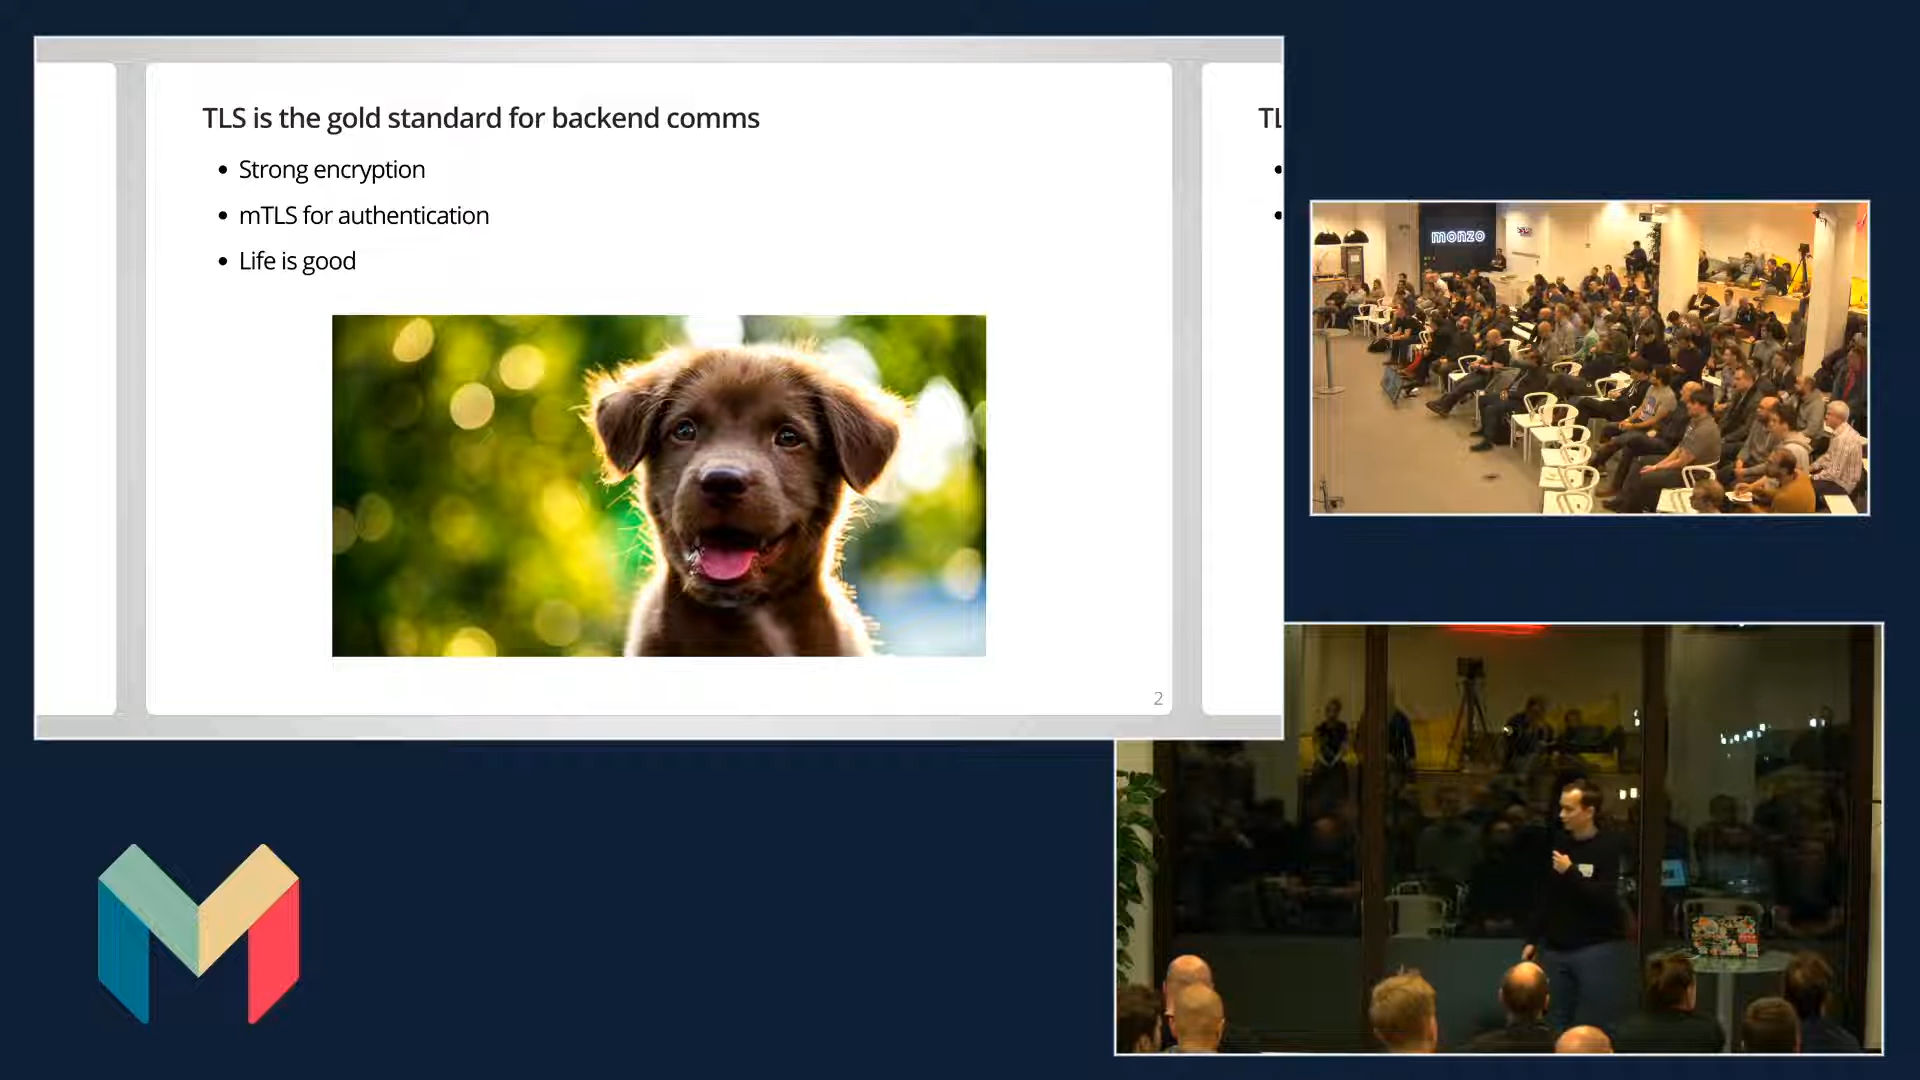 TLS is the gold standard for backend comms
• Strong encryption
• mTLS for authentication
• Life is good
2
TL
monzo